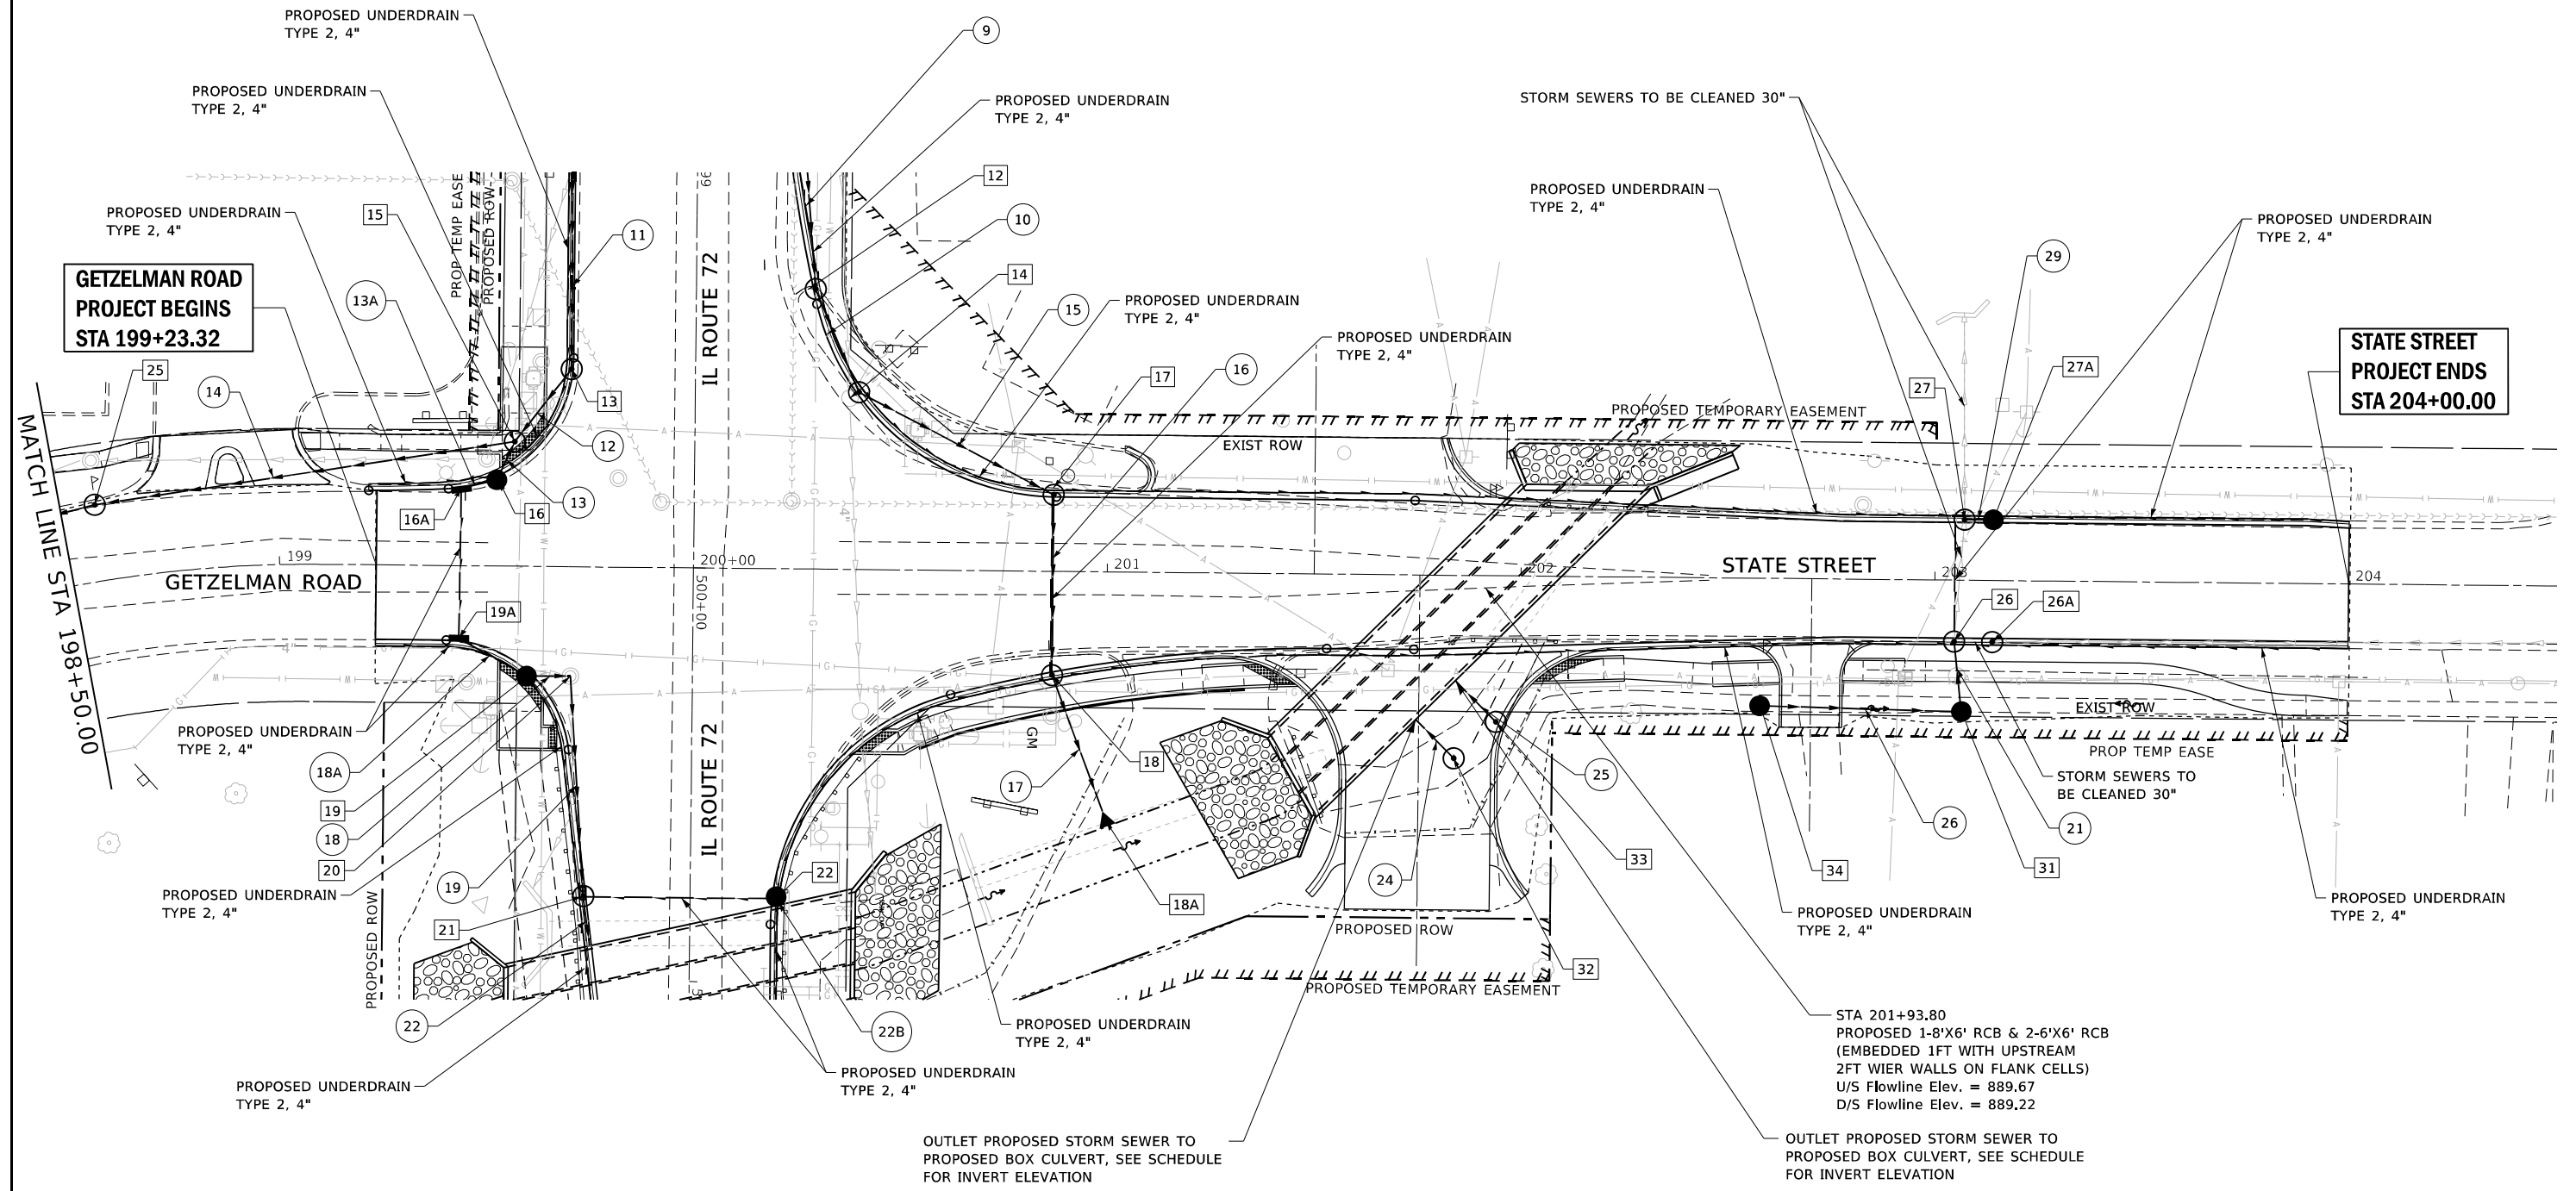 PROPOSED UNDERDRAIN
TYPE 2, 4"
9
PROPOSED UNDERDRAIN
TYPE 2, 4"
PROPOSED UNDERDRAIN
TYPE 2, 4"
STORM SEWERS TO BE CLEANED 30"
12
PROPOSED UNDERDRAIN
TYPE 2, 4"
PROPOSED UNDERDRAIN
TYPE 2, 4"
15
10
PROPOSED UNDERDRAIN
TYPE 2, 4"
11
PROP TEMP EASE
PROPOSED ROW
99
IL ROUTE 72
29
14
GETZELMAN ROAD
PROJECT BEGINS
STA 199+23.32
13A
15
PROPOSED UNDERDRAIN
TYPE 2, 4"
PROPOSED UNDERDRAIN
TYPE 2, 4"
STATE STREET
PROJECT ENDS
STA 204+00.00
25
14
17
16
27
27A
13
12
PROPOSED TEMPORARY EASEMENT
EXIST ROW
MATCH LINE STA 198+50.00
16A
16
13
4"
199
GETZELMAN ROAD
200+00
500+00
201
202
STATE STREET
203
204
19A
26
26A
4"
PROPOSED UNDERDRAIN
TYPE 2, 4"
18A
19
18
20
IL ROUTE 72
GM
17
18
25
EXIST ROW
PROP TEMP EASE
STORM SEWERS TO
BE CLEANED 30"
26
21
PROPOSED UNDERDRAIN
TYPE 2, 4"
19
22
24
33
34
31
21
18A
PROPOSED UNDERDRAIN
TYPE 2, 4"
PROPOSED UNDERDRAIN
TYPE 2, 4"
PROPOSED ROW
PROPOSED ROW
32
PROPOSED TEMPORARY EASEMENT
22
22B
PROPOSED UNDERDRAIN
TYPE 2, 4"
STA 201+93.80
PROPOSED 1-8'X6' RCB & 2-6'X6' RCB
(EMBEDDED 1FT WITH UPSTREAM
2FT WIER WALLS ON FLANK CELLS)
U/S Flowline Elev. = 889.67
D/S Flowline Elev. = 889.22
PROPOSED UNDERDRAIN
TYPE 2, 4"
PROPOSED UNDERDRAIN
TYPE 2, 4"
OUTLET PROPOSED STORM SEWER TO
PROPOSED BOX CULVERT, SEE SCHEDULE
FOR INVERT ELEVATION
OUTLET PROPOSED STORM SEWER TO
PROPOSED BOX CULVERT, SEE SCHEDULE
FOR INVERT ELEVATION